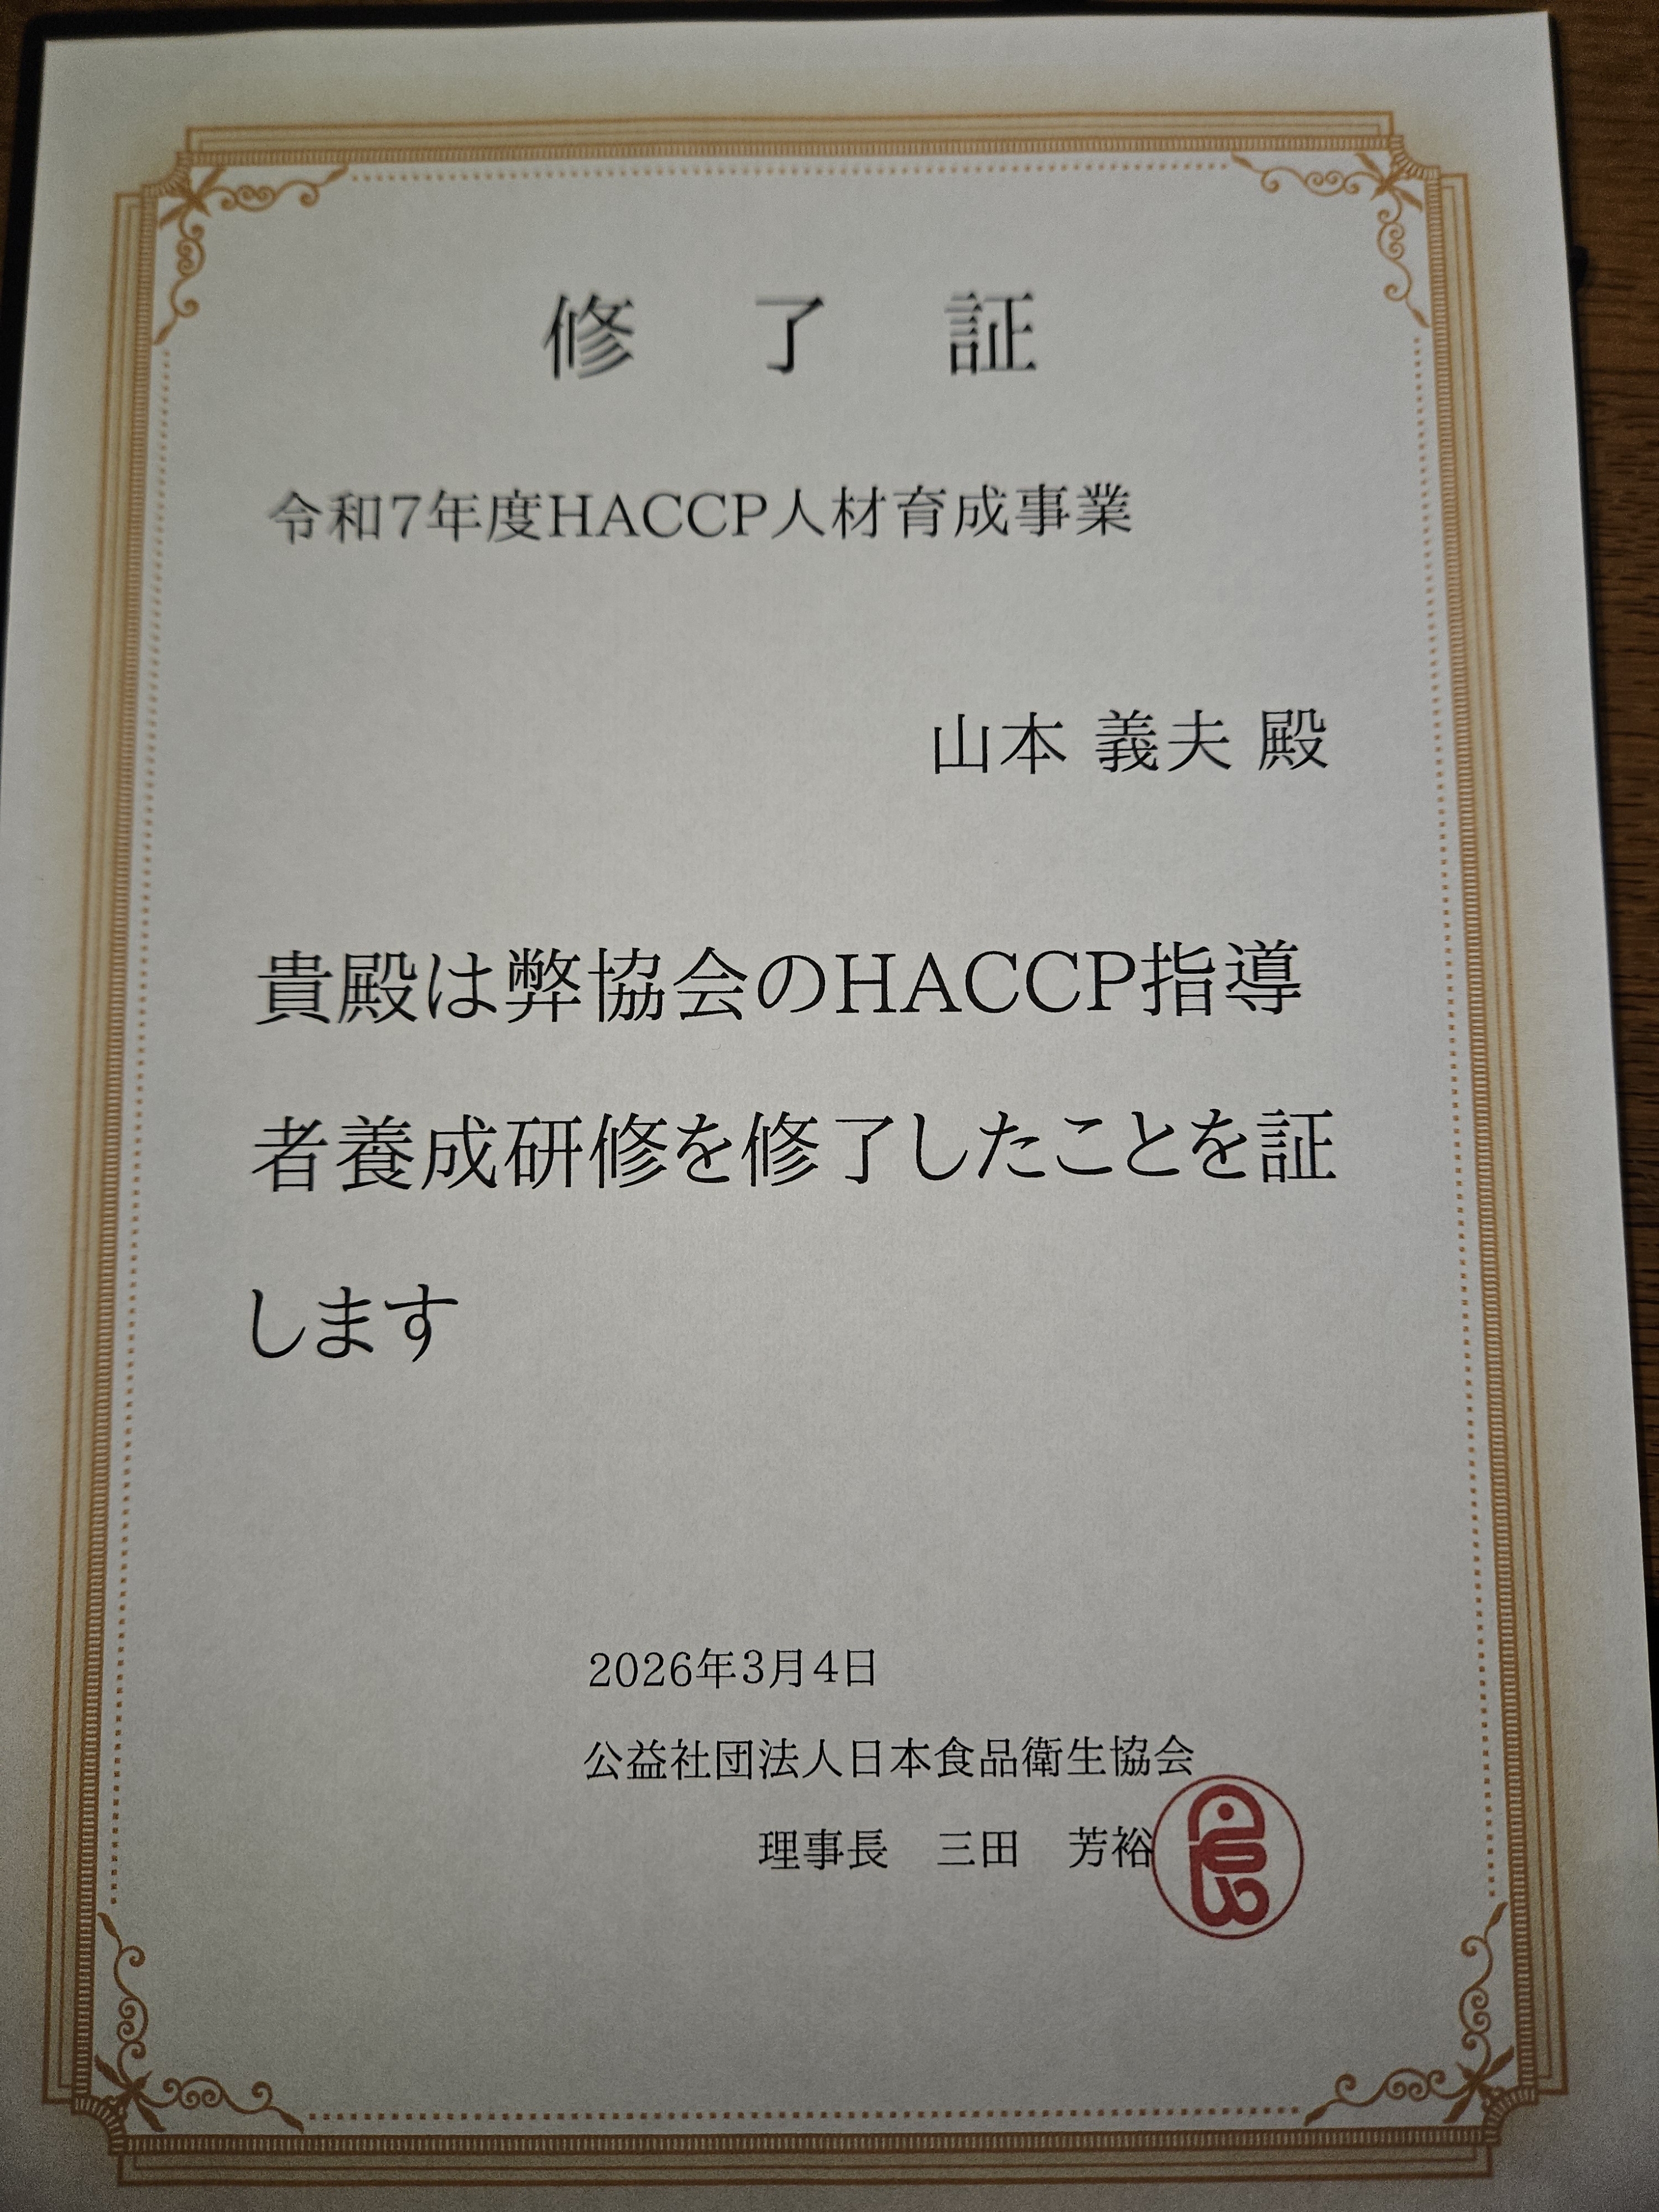 修了証
令和7年度HACCP人材育成事業
山本 義夫 殿
貴殿は弊協会のHACCP指導
者養成研修を修了したことを証
します
2026年3月4日
公益社団法人日本食品衛生協会
理事長　三田　芳裕